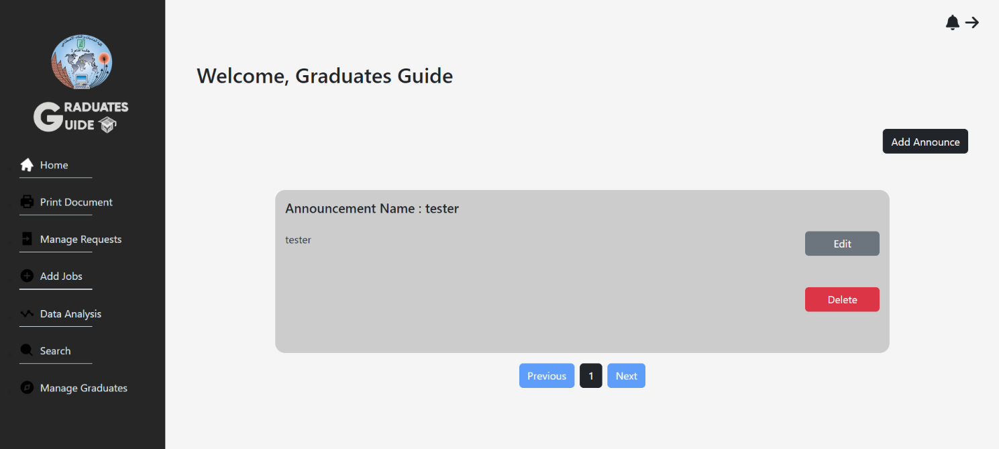 RADUATES
GUIDE
Home
Print Document
Manage Requests
Add Jobs
Data Analysis
Search
Manage Graduates
Welcome, Graduates Guide
Add Announce
Announcement Name : tester
tester
Edit
Delete
Previous
1
Next